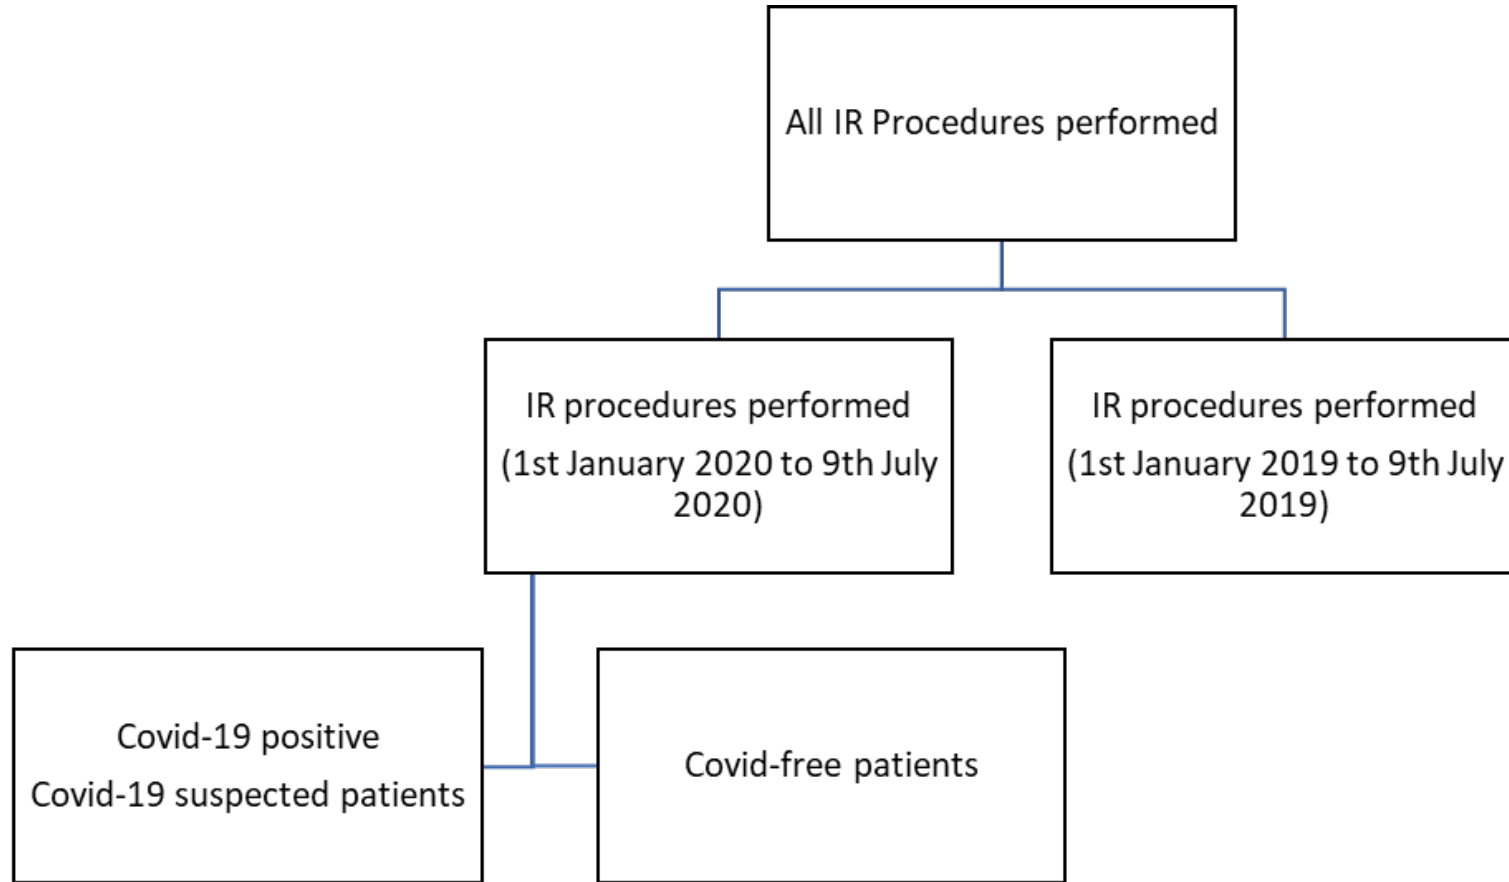 All IR Procedures performed
IR procedures performed
(1st January 2020 to 9th July
2020)
IR procedures performed
(1st January 2019 to 9th July
2019)
Covid-19 positive
Covid-19 suspected patients
Covid-free patients